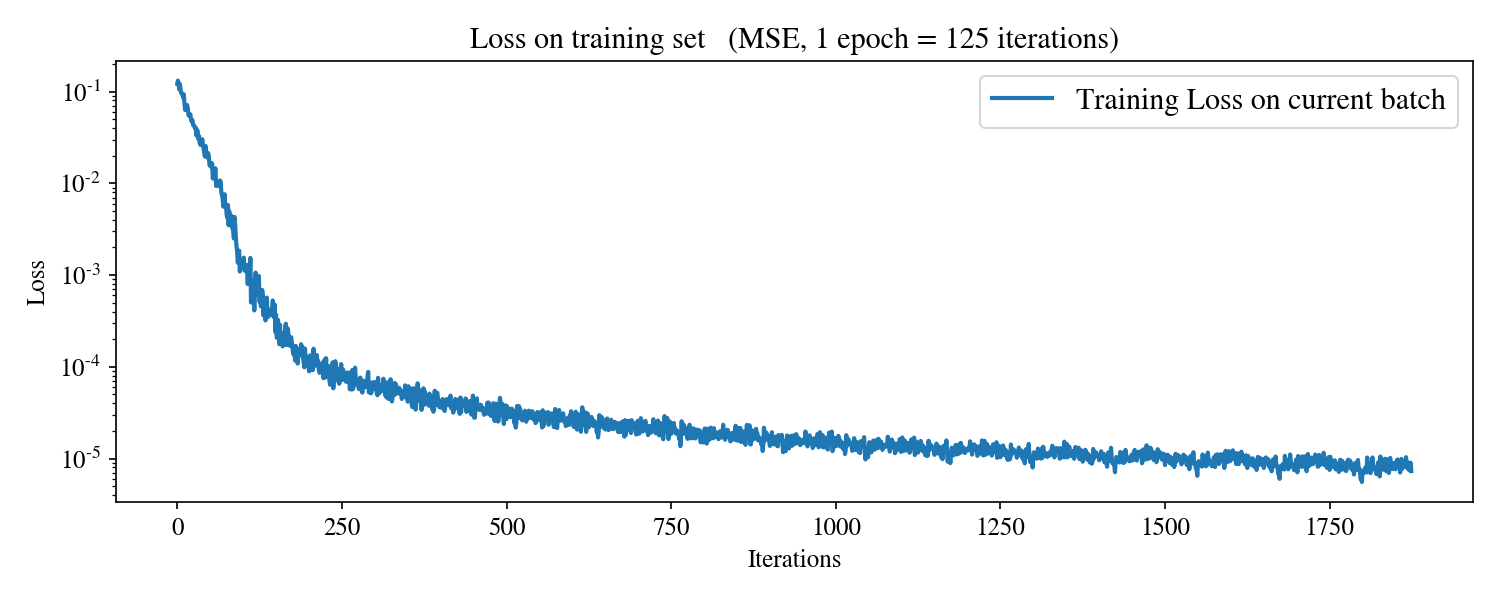 Loss on training set   (MSE, 1 epoch = 125 iterations)
Training Loss on current batch
Loss
10⁻¹
10⁻²
10⁻³
10⁻⁴
10⁻⁵
0 250 500 750 1000 1250 1500 1750
Iterations